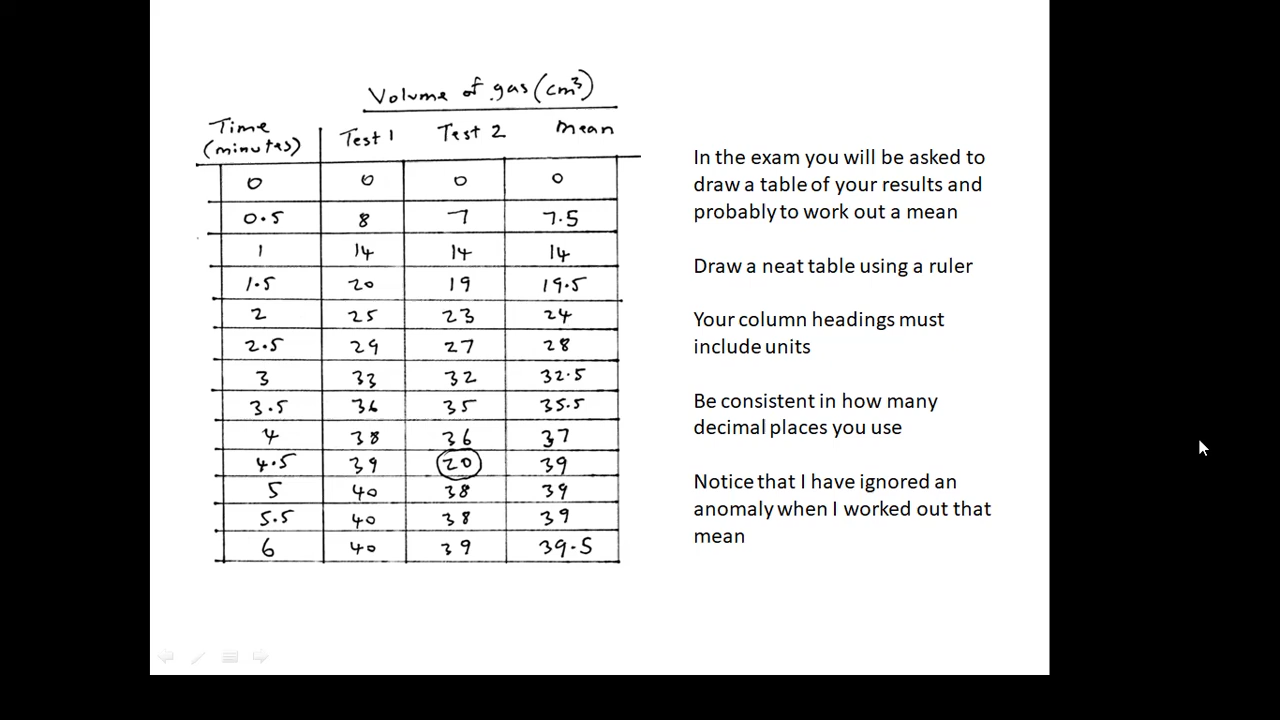 Volume of gas (cm³)
Time
(minutes) Test 1 Test 2 Mean
0 0 0 0
0.5 8 7 7.5
1 14 14 14
1.5 20 19 19.5
2 25 23 24
2.5 29 27 28
3 33 32 32.5
3.5 36 35 35.5
4 38 36 37
4.5 39 20 39
5 40 38 39
5.5 40 38 39
6 40 39 39.5
In the exam you will be asked to
draw a table of your results and
probably to work out a mean
Draw a neat table using a ruler
Your column headings must
include units
Be consistent in how many
decimal places you use
Notice that I have ignored an
anomaly when I worked out that
mean